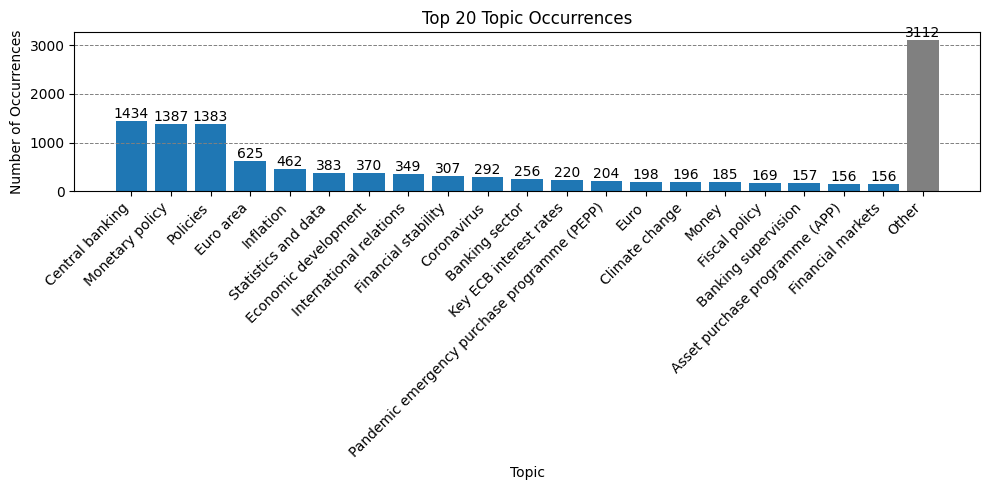 Top 20 Topic Occurrences
Number of Occurrences
3000
2000
1000
0
1434
1387
1383
625
462
383
370
349
307
292
256
220
204
198
196
185
169
157
156
156
3112
Central banking
Monetary policy
Policies
Euro area
Inflation
Statistics and data
Economic development
International relations
Financial stability
Coronavirus
Banking sector
Key ECB interest rates
Pandemic emergency purchase programme (PEPP)
Euro
Climate change
Money
Fiscal policy
Banking supervision
Asset purchase programme (APP)
Financial markets
Other
Topic